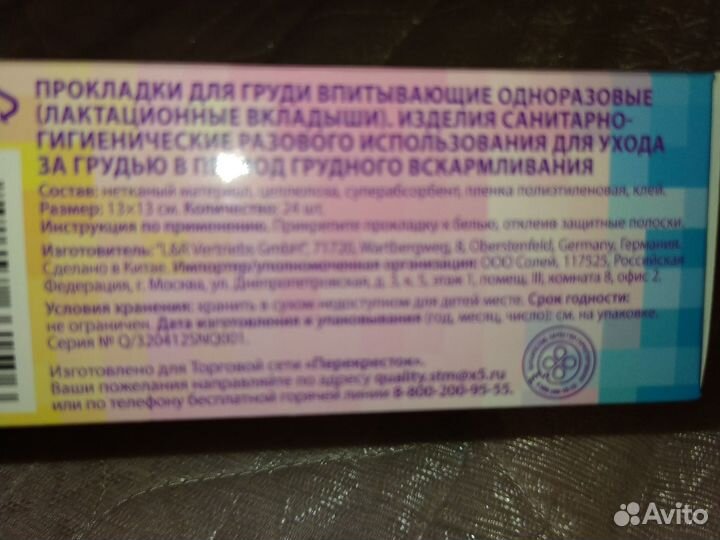 ПРОКЛАДКИ ДЛЯ ГРУДИ ВПИТЫВАЮЩИЕ ОДНОРАЗОВЫЕ
(ЛАКТАЦИОННЫЕ ВКЛАДЫШИ). ИЗДЕЛИЯ САНИТАРНО-
ГИГИЕНИЧЕСКИЕ РАЗОВОГО ИСПОЛЬЗОВАНИЯ ДЛЯ УХОДА
ЗА ГРУДЬЮ В ПЕРИОД ГРУДНОГО ВСКАРМЛИВАНИЯ
Состав: нетканый материал, целлюлоза, суперабсорбент, пленка полиэтиленовая, клей.
Размер: 13×13 см. Количество: 24 шт.
Инструкция по применению. Прикрепите прокладку к белью, отклеив защитные полоски.
Изготовитель: "L&R Vertriebs GmbH", 71720, Wartbergweg, 8, Oberstenfeld, Germany, Германия.
Сделано в Китае. Импортер/уполномоченная организация: ООО Солей, 117525, Российская
Федерация, г. Москва, ул. Днепропетровская, д. 3, к. 5, этаж 1, помещ. III, комната 8, офис 2.
Условия хранения: хранить в сухом недоступном для детей месте. Срок годности:
не ограничен. Дата изготовления и упаковывания (год, месяц, число): см. на упаковке.
Серия № Q/320412SNQ001.
Изготовлено для Торговой сети «Перекресток».
Ваши пожелания направляйте по адресу quality.stm@x5.ru
или по телефону бесплатной горячей линии 8-800-200-95-55.
Avito